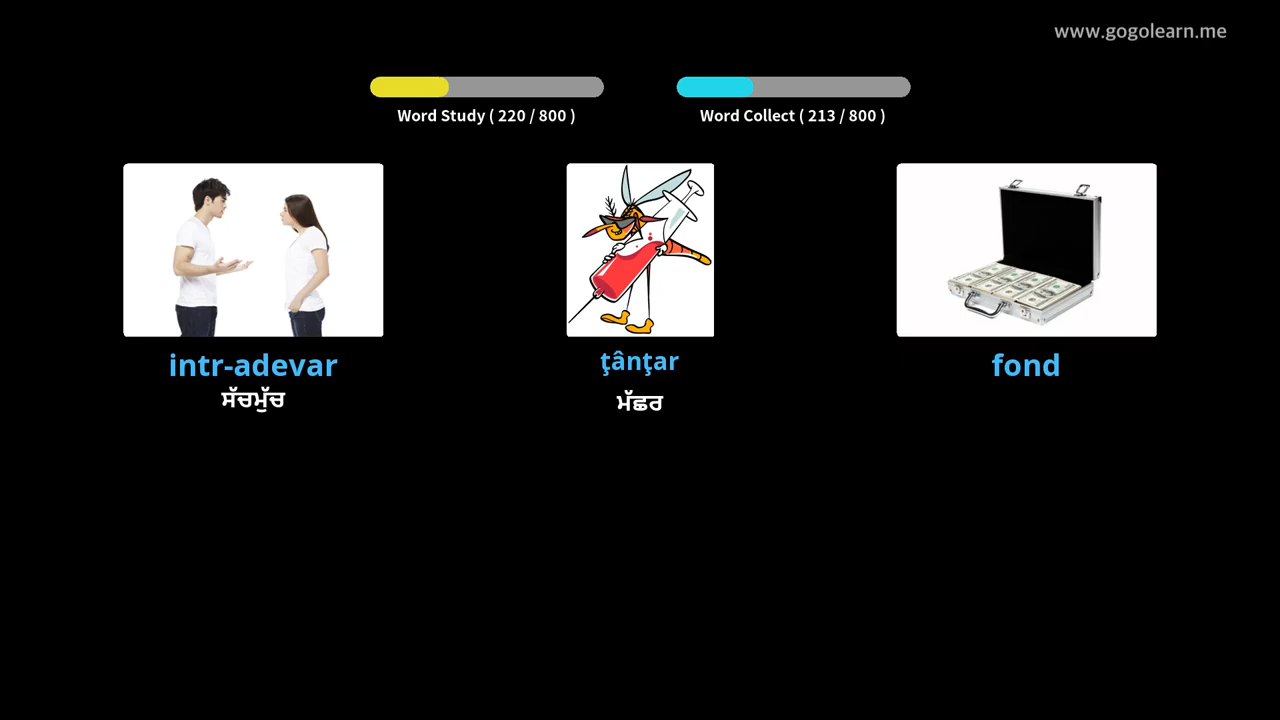 www.gogolearn.me
Word Study ( 220 / 800 )
Word Collect ( 213 / 800 )
intr-adevar
ţânţar
fond
ਸੱਚਮੁੱਚ
ਮੱਛਰ